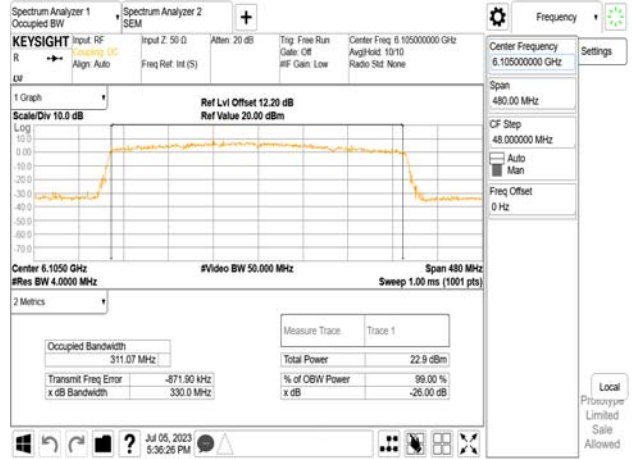 Spectrum Analyzer 1
Occupied BW
Spectrum Analyzer 2
SEM
+
Frequency
KEYSIGHT
R
LXI
Input: RF
Coupling: DC
Align: Auto
Input Z: 50 Ω
Freq Ref: Int (S)
Atten: 20 dB
Trig: Free Run
Gate: Off
#IF Gain: Low
Center Freq: 6.105000000 GHz
Avg|Hold: 10/10
Radio Std: None
Center Frequency
6.105000000 GHz
Settings
Span
480.00 MHz
CF Step
48.000000 MHz
Auto
Man
Freq Offset
0 Hz
1 Graph
Scale/Div 10.0 dB
Ref Lvl Offset 12.20 dB
Ref Value 20.00 dBm
Log
10.0
0.00
-10.0
-20.0
-30.0
-40.0
-50.0
-60.0
-70.0
Center 6.1050 GHz
#Res BW 4.0000 MHz
#Video BW 50.000 MHz
Span 480 MHz
Sweep 1.00 ms (1001 pts)
2 Metrics
Measure Trace
Trace 1
Occupied Bandwidth
311.07 MHz
Total Power
22.9 dBm
Transmit Freq Error
-871.90 kHz
% of OBW Power
99.00 %
x dB Bandwidth
330.0 MHz
x dB
-26.00 dB
Local
Prototype
Limited
Sale
Allowed
?
Jul 05, 2023
5:36:26 PM